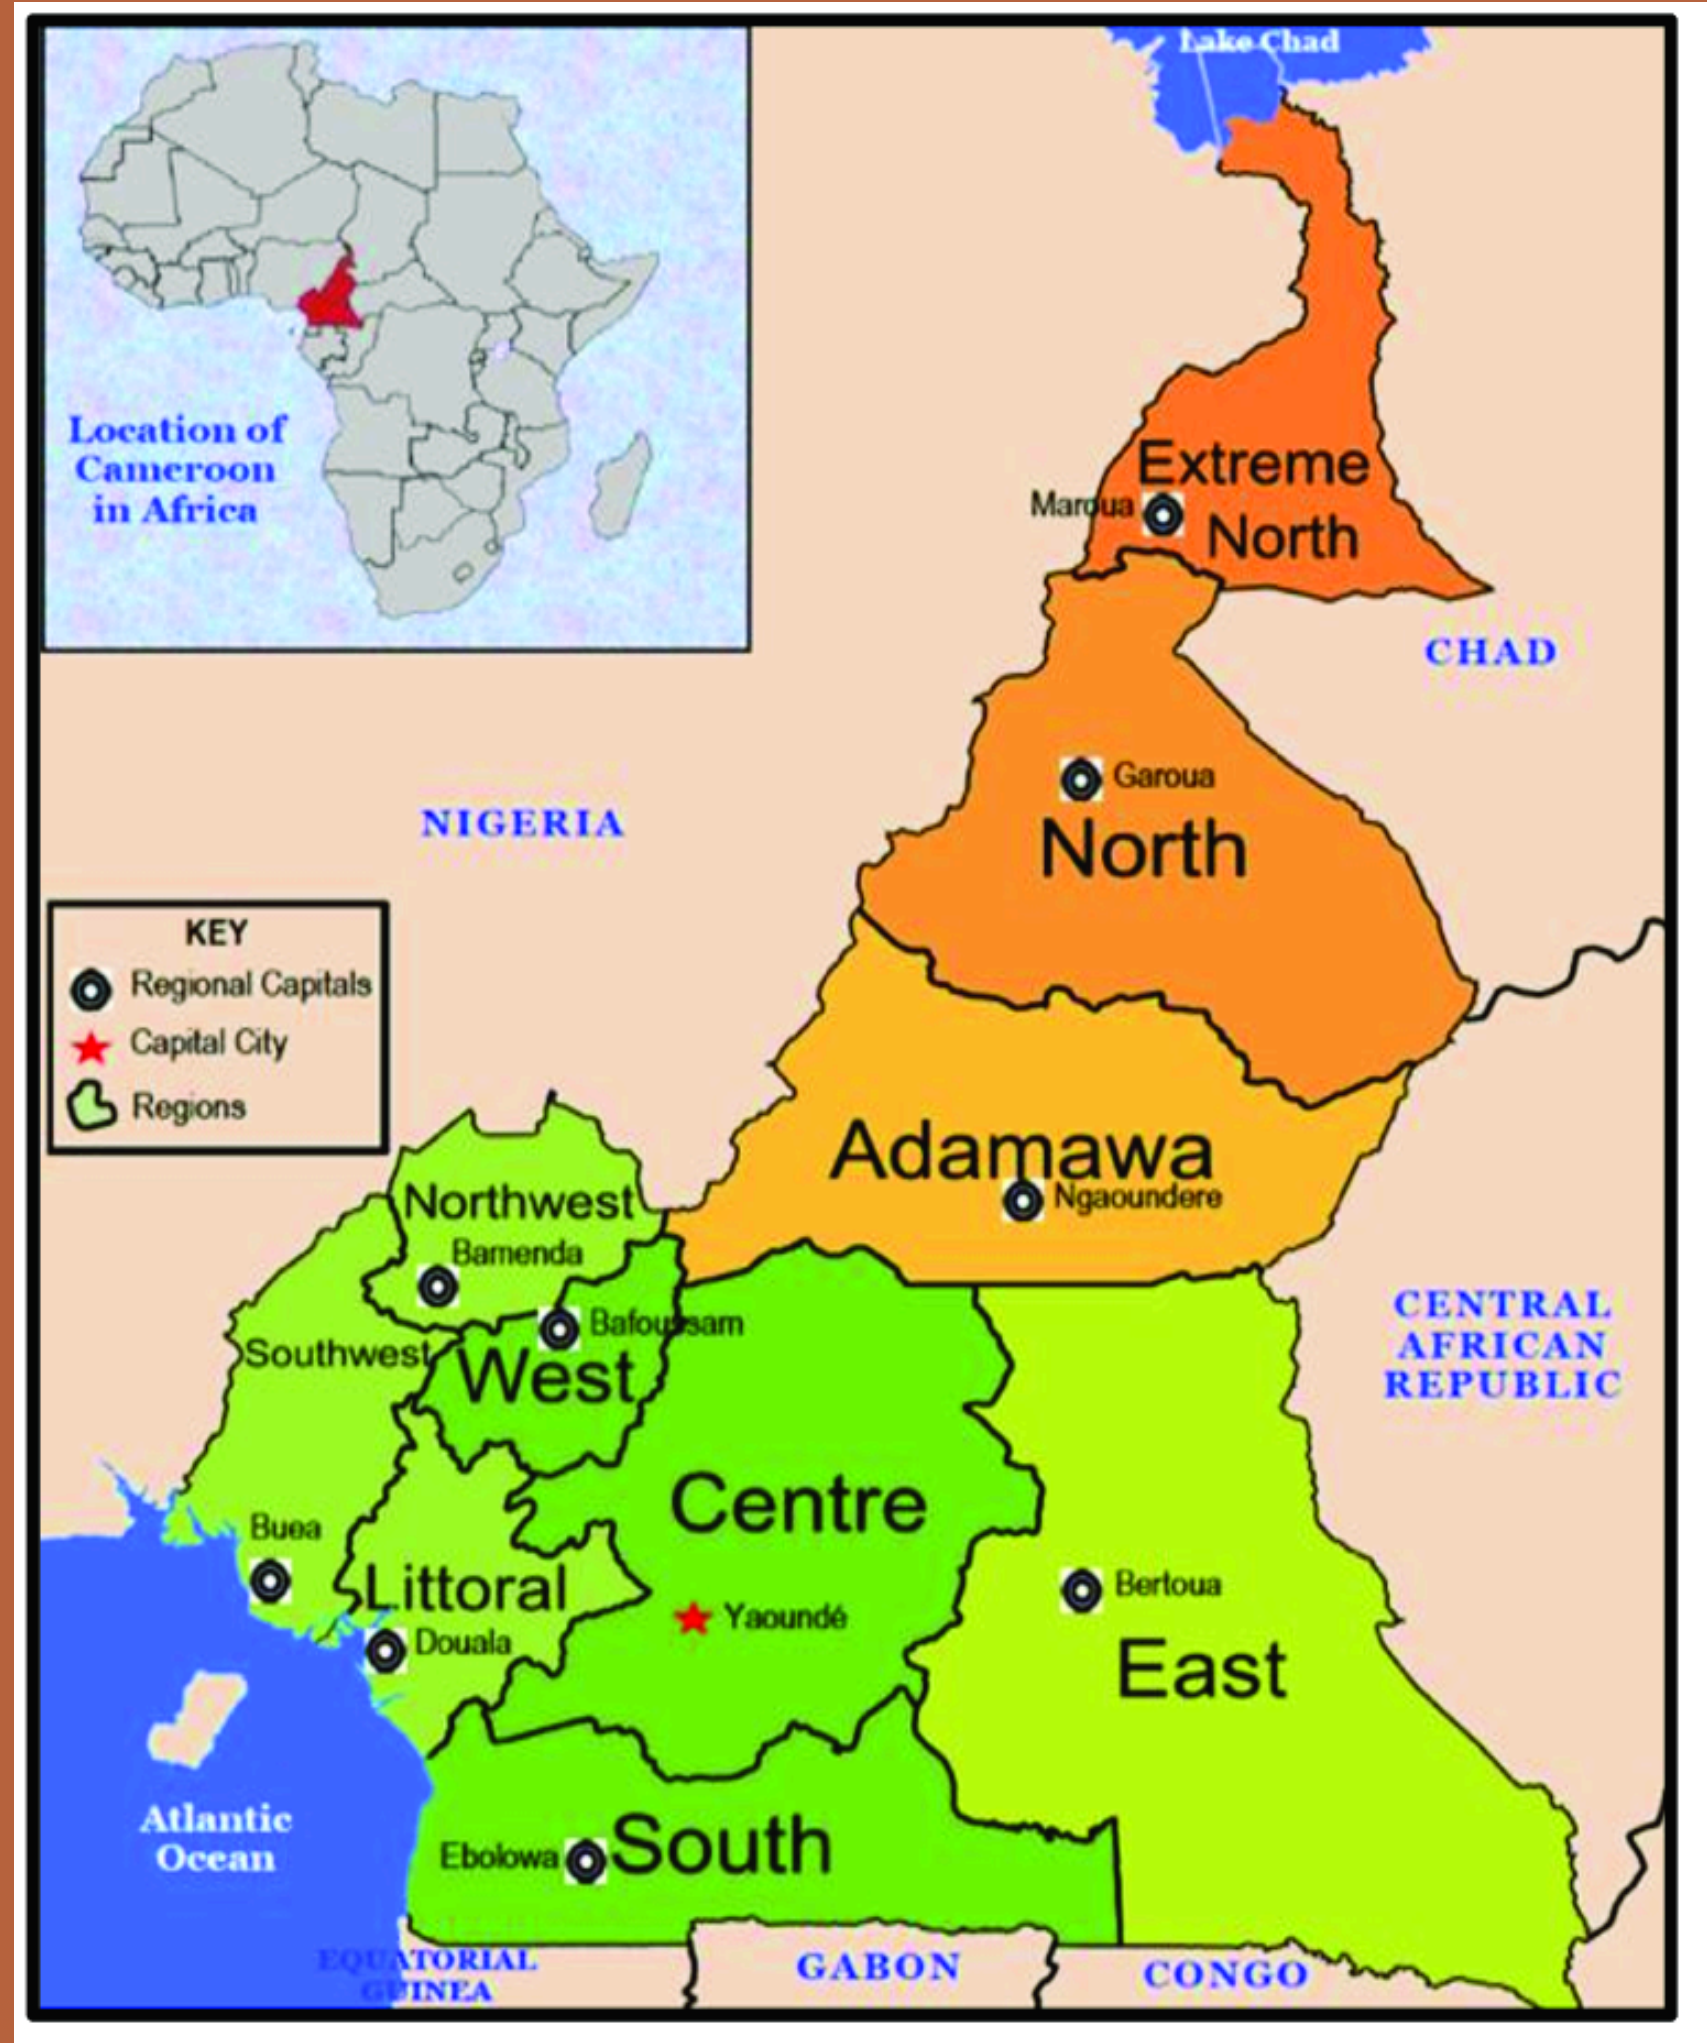 Lake Chad
Location of
Cameroon
in Africa
Extreme
Maroua
North
CHAD
Garoua
NIGERIA
North
KEY
Regional Capitals
Capital City
Regions
Adamawa
Ngaoundere
Northwest
Bamenda
Bafoussam
Southwest
West
CENTRAL
AFRICAN
REPUBLIC
Centre
Buea
Littoral
Bertoua
Yaoundé
Douala
East
Atlantic
Ocean
Ebolowa
South
EQUATORIAL
GUINEA
GABON
CONGO